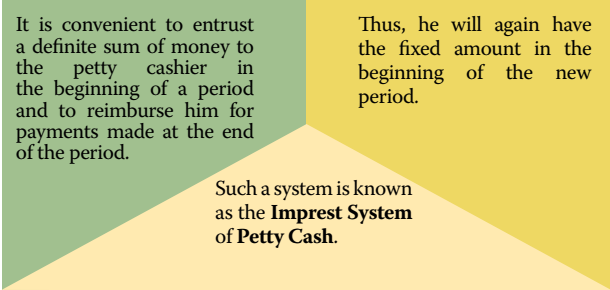 It is convenient to entrust
a definite sum of money to
the petty cashier in
the beginning of a period
and to reimburse him for
payments made at the end
of the period.
Thus, he will again have
the fixed amount in the
beginning of the new
period.
Such a system is known
as the Imprest System
of Petty Cash.